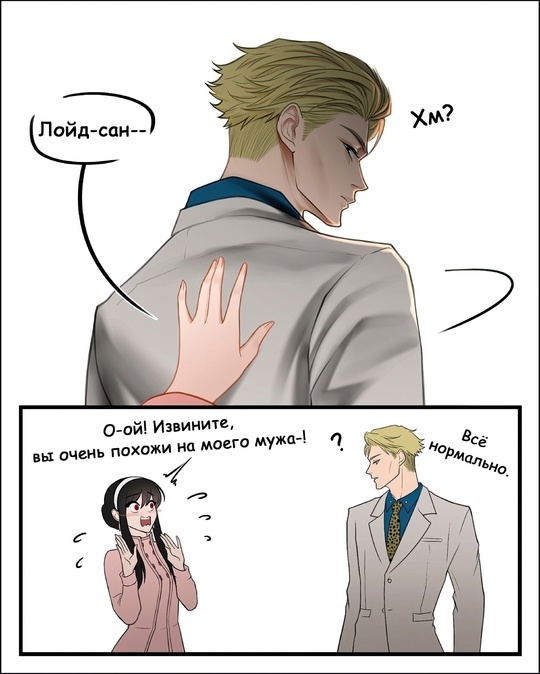 Лойд-сан--
Хм?
О-ой! Извините,
вы очень похожи на моего мужа-!
?
Всё
нормально.